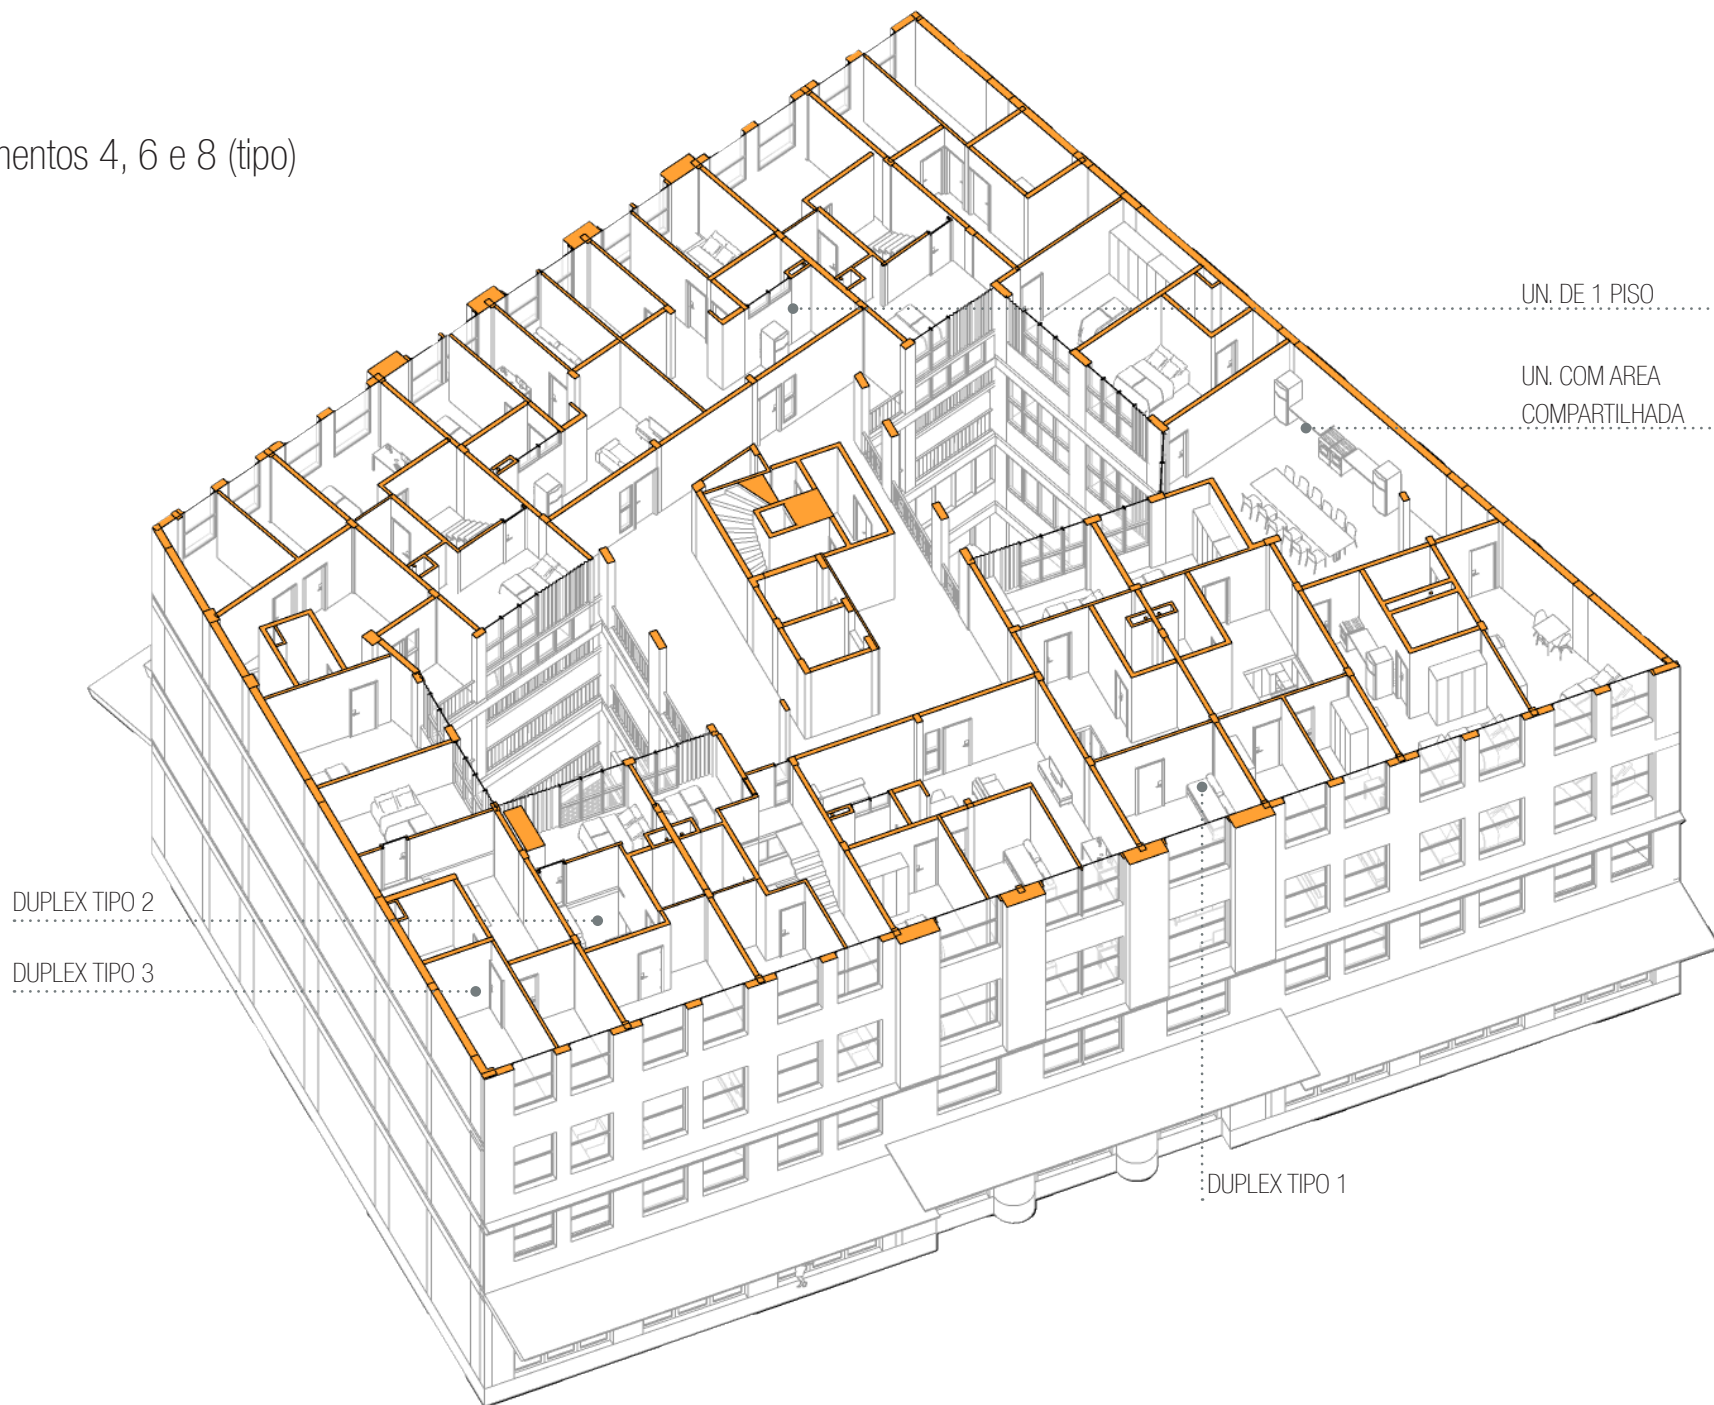 mentos 4, 6 e 8 (tipo)
UN. DE 1 PISO
UN. COM AREA
COMPARTILHADA
DUPLEX TIPO 2
DUPLEX TIPO 3
DUPLEX TIPO 1